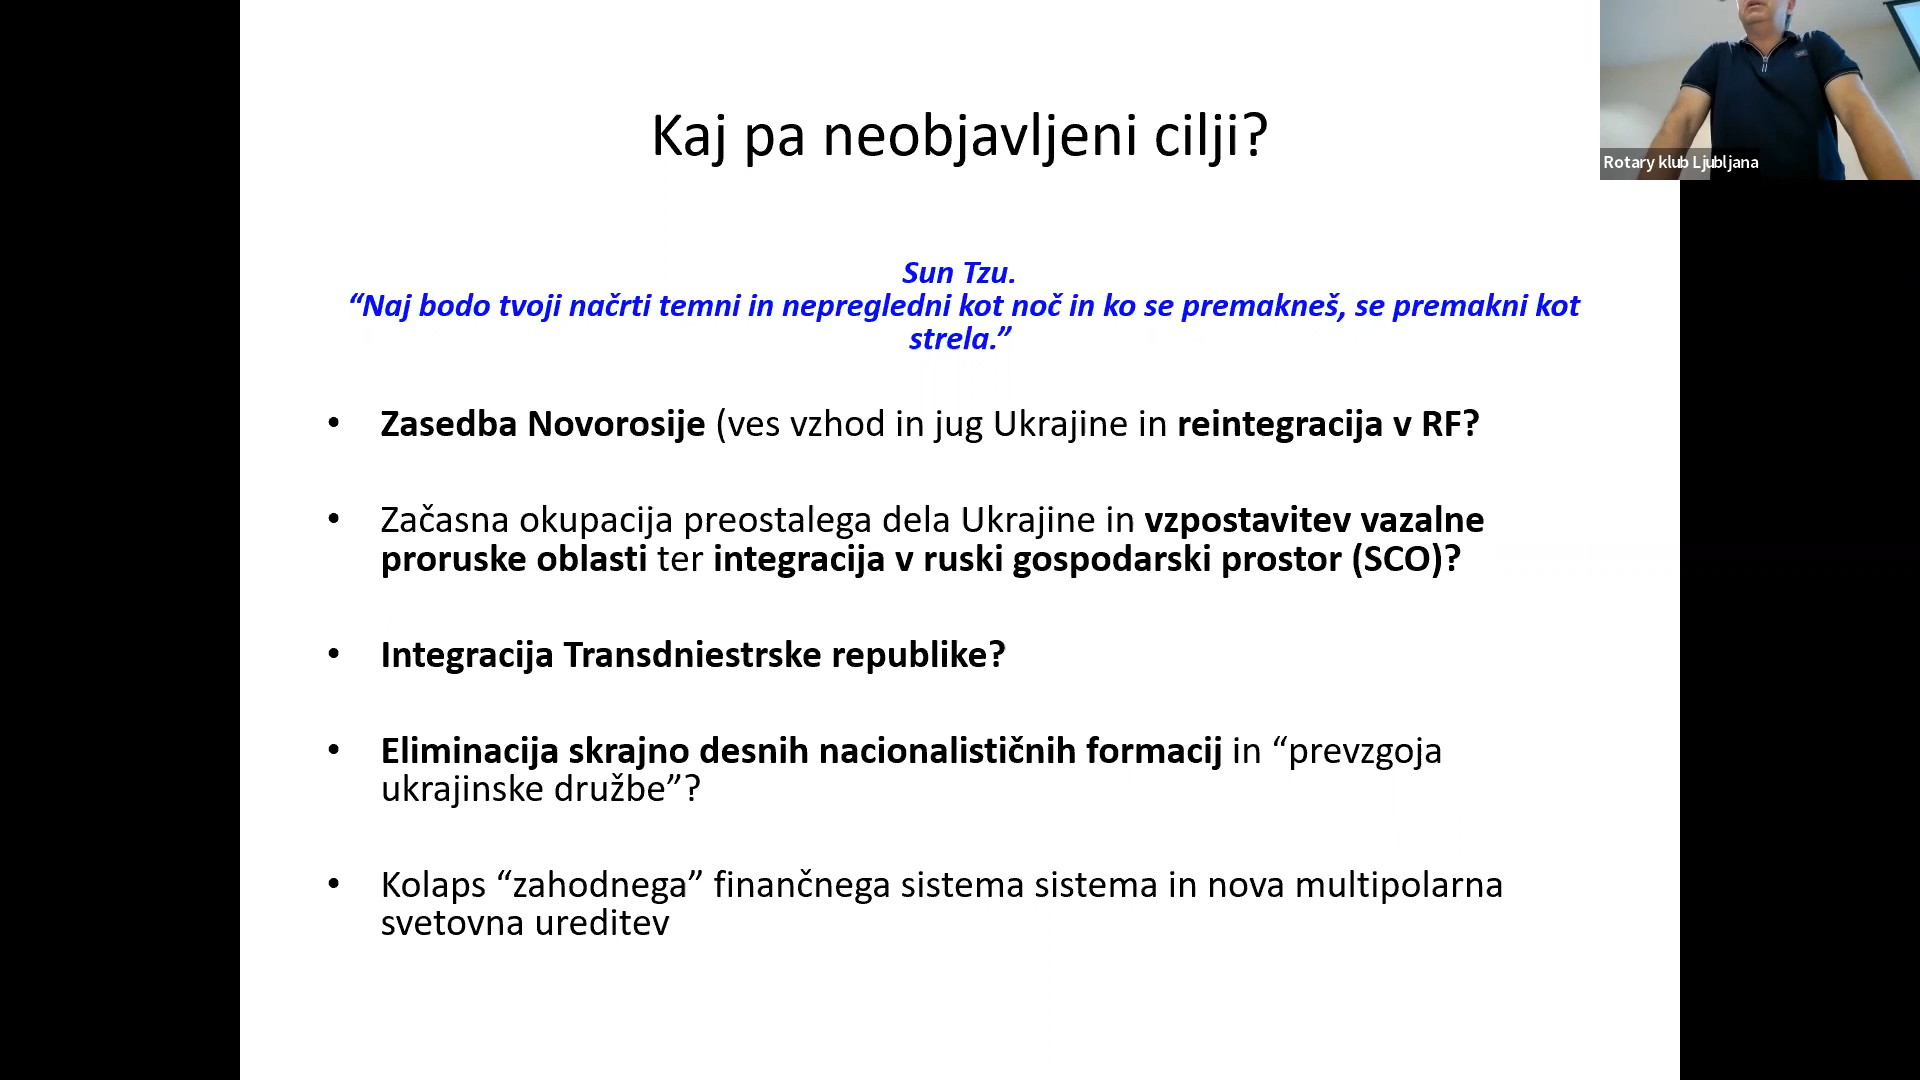 Kaj pa neobjavljeni cilji?
Rotary klub Ljubljana
Sun Tzu.
“Naj bodo tvoji načrti temni in nepregledni kot noč in ko se premakneš, se premakni kot
strela.”
• Zasedba Novorosije (ves vzhod in jug Ukrajine in reintegracija v RF?
• Začasna okupacija preostalega dela Ukrajine in vzpostavitev vazalne
proruske oblasti ter integracija v ruski gospodarski prostor (SCO)?
• Integracija Transdniestrske republike?
• Eliminacija skrajno desnih nacionalističnih formacij in “prevzgoja
ukrajinske družbe”?
• Kolaps “zahodnega” finančnega sistema sistema in nova multipolarna
svetovna ureditev